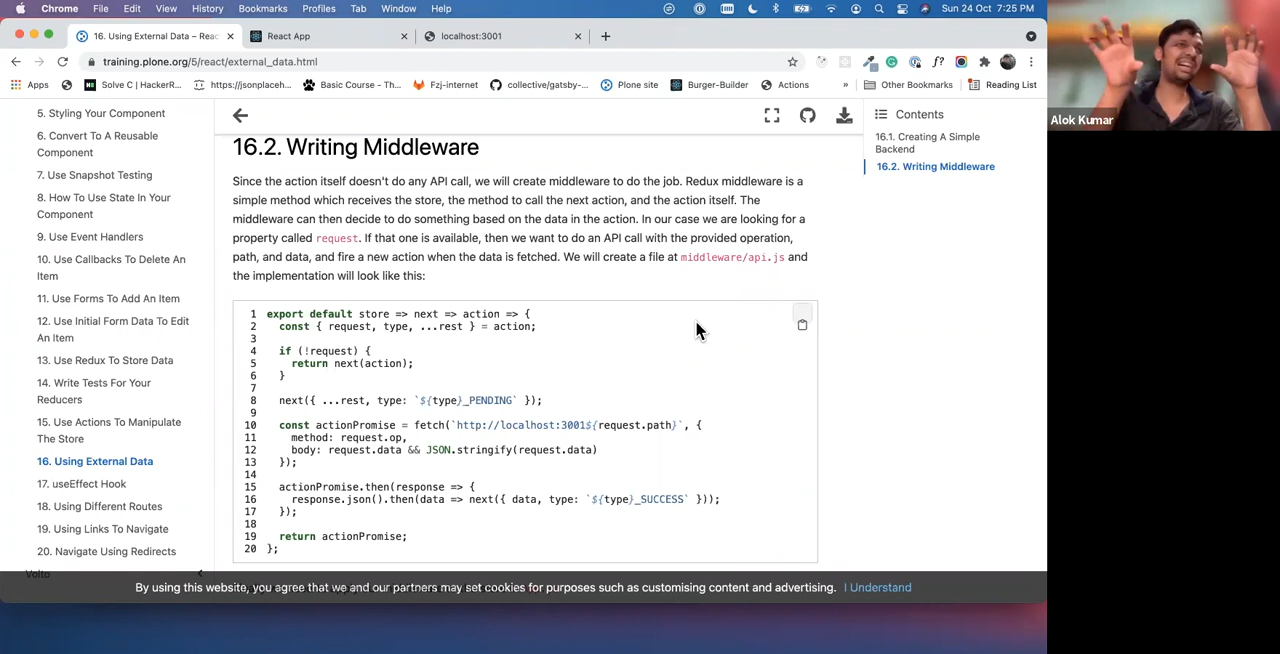 Chrome File Edit View History Bookmarks Profiles Tab Window Help Sun 24 Oct 7:25 PM
16. Using External Data – Reac React App localhost:3001
training.plone.org/5/react/external_data.html
Apps Solve C | HackerR... https://jsonplaceh... Basic Course - Th... Fzj-internet collective/gatsby-... Plone site Burger-Builder Actions » Other Bookmarks Reading List
5. Styling Your Component
6. Convert To A Reusable
Component
7. Use Snapshot Testing
8. How To Use State In Your
Component
9. Use Event Handlers
10. Use Callbacks To Delete An
Item
11. Use Forms To Add An Item
12. Use Initial Form Data To Edit
An Item
13. Use Redux To Store Data
14. Write Tests For Your
Reducers
15. Use Actions To Manipulate
The Store
16. Using External Data
17. useEffect Hook
18. Using Different Routes
19. Using Links To Navigate
20. Navigate Using Redirects
Volto
16.2. Writing Middleware
Since the action itself doesn't do any API call, we will create middleware to do the job. Redux middleware is a
simple method which receives the store, the method to call the next action, and the action itself. The
middleware can then decide to do something based on the data in the action. In our case we are looking for a
property called request. If that one is available, then we want to do an API call with the provided operation,
path, and data, and fire a new action when the data is fetched. We will create a file at middleware/api.js and
the implementation will look like this:
1 export default store => next => action => {
2 const { request, type, ...rest } = action;
3
4 if (!request) {
5 return next(action);
6 }
7
8 next({ ...rest, type: `${type}_PENDING` });
9
10 const actionPromise = fetch(`http://localhost:3001${request.path}`, {
11 method: request.op,
12 body: request.data && JSON.stringify(request.data)
13 });
14
15 actionPromise.then(response => {
16 response.json().then(data => next({ data, type: `${type}_SUCCESS` }));
17 });
18
19 return actionPromise;
20 };
Contents
16.1. Creating A Simple
Backend
16.2. Writing Middleware
By using this website, you agree that we and our partners may set cookies for purposes such as customising content and advertising. I Understand
Alok Kumar